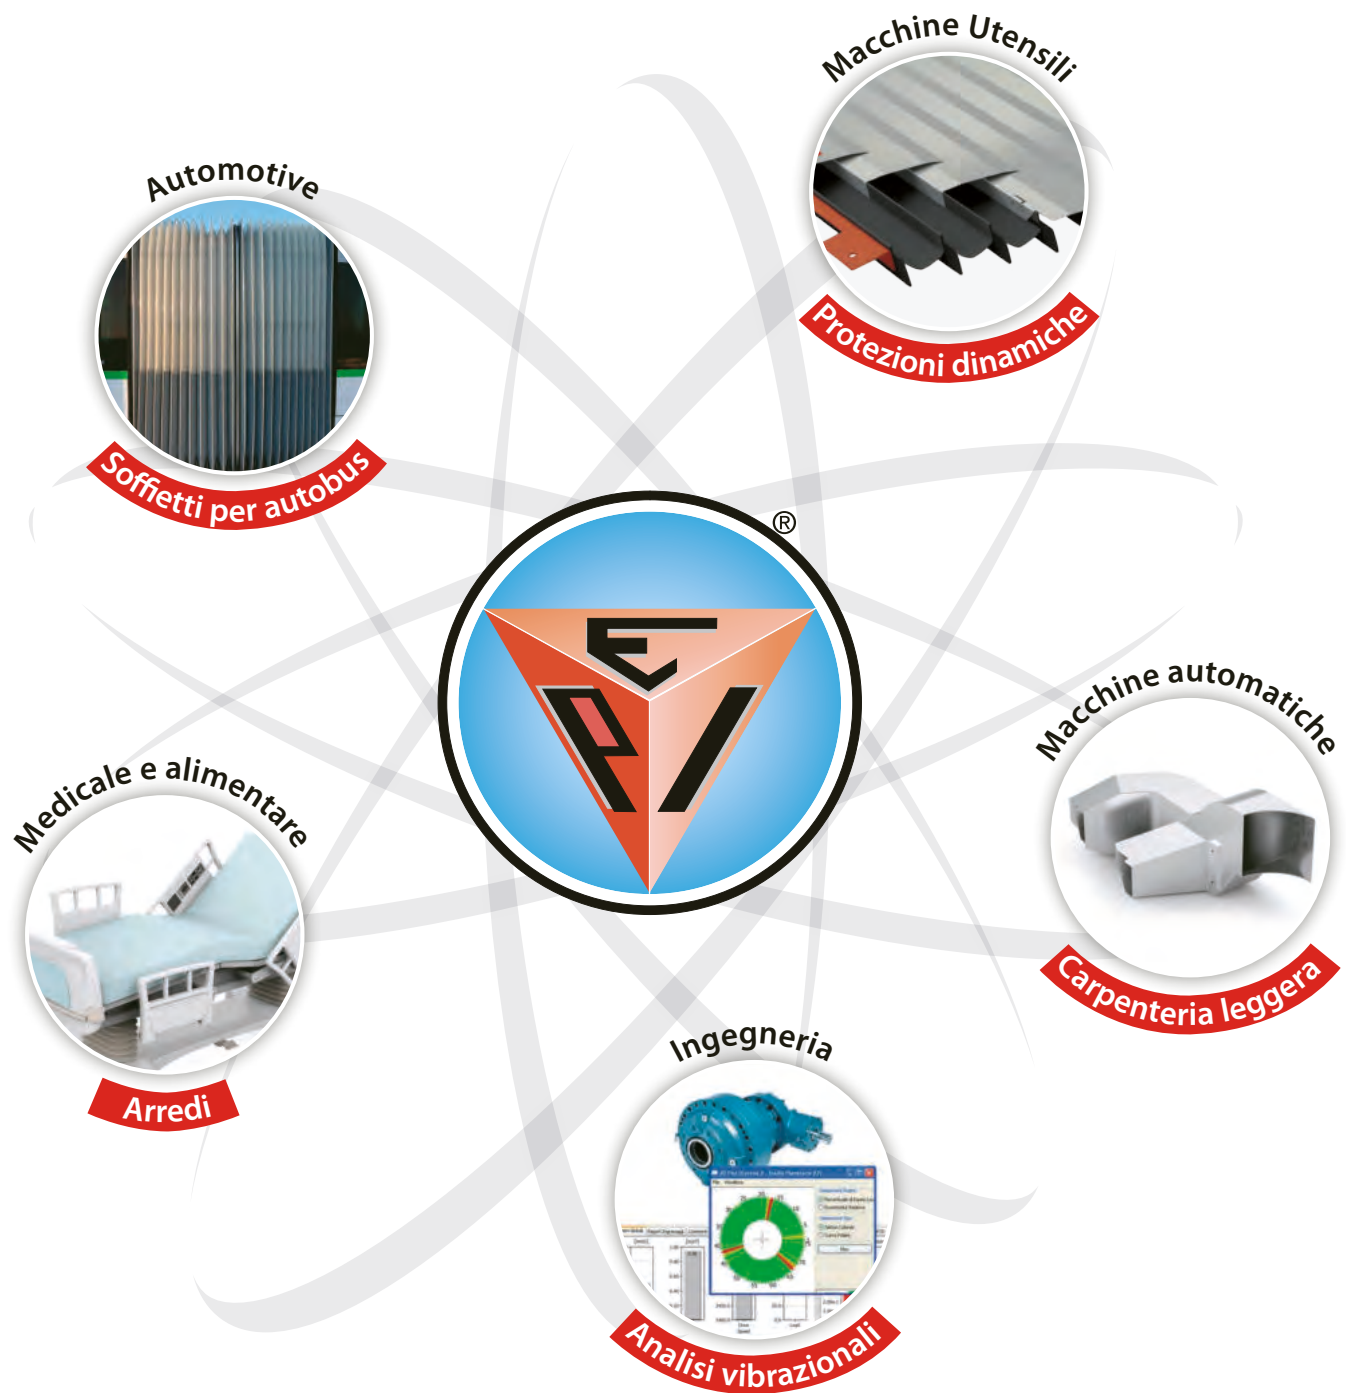 Macchine Utensili
Protezioni dinamiche
Automotive
Soffietti per autobus
®
E
P I
Macchine automatiche
Carpenteria leggera
Medicale e alimentare
Arredi
Ingegneria
Analisi vibrazionali